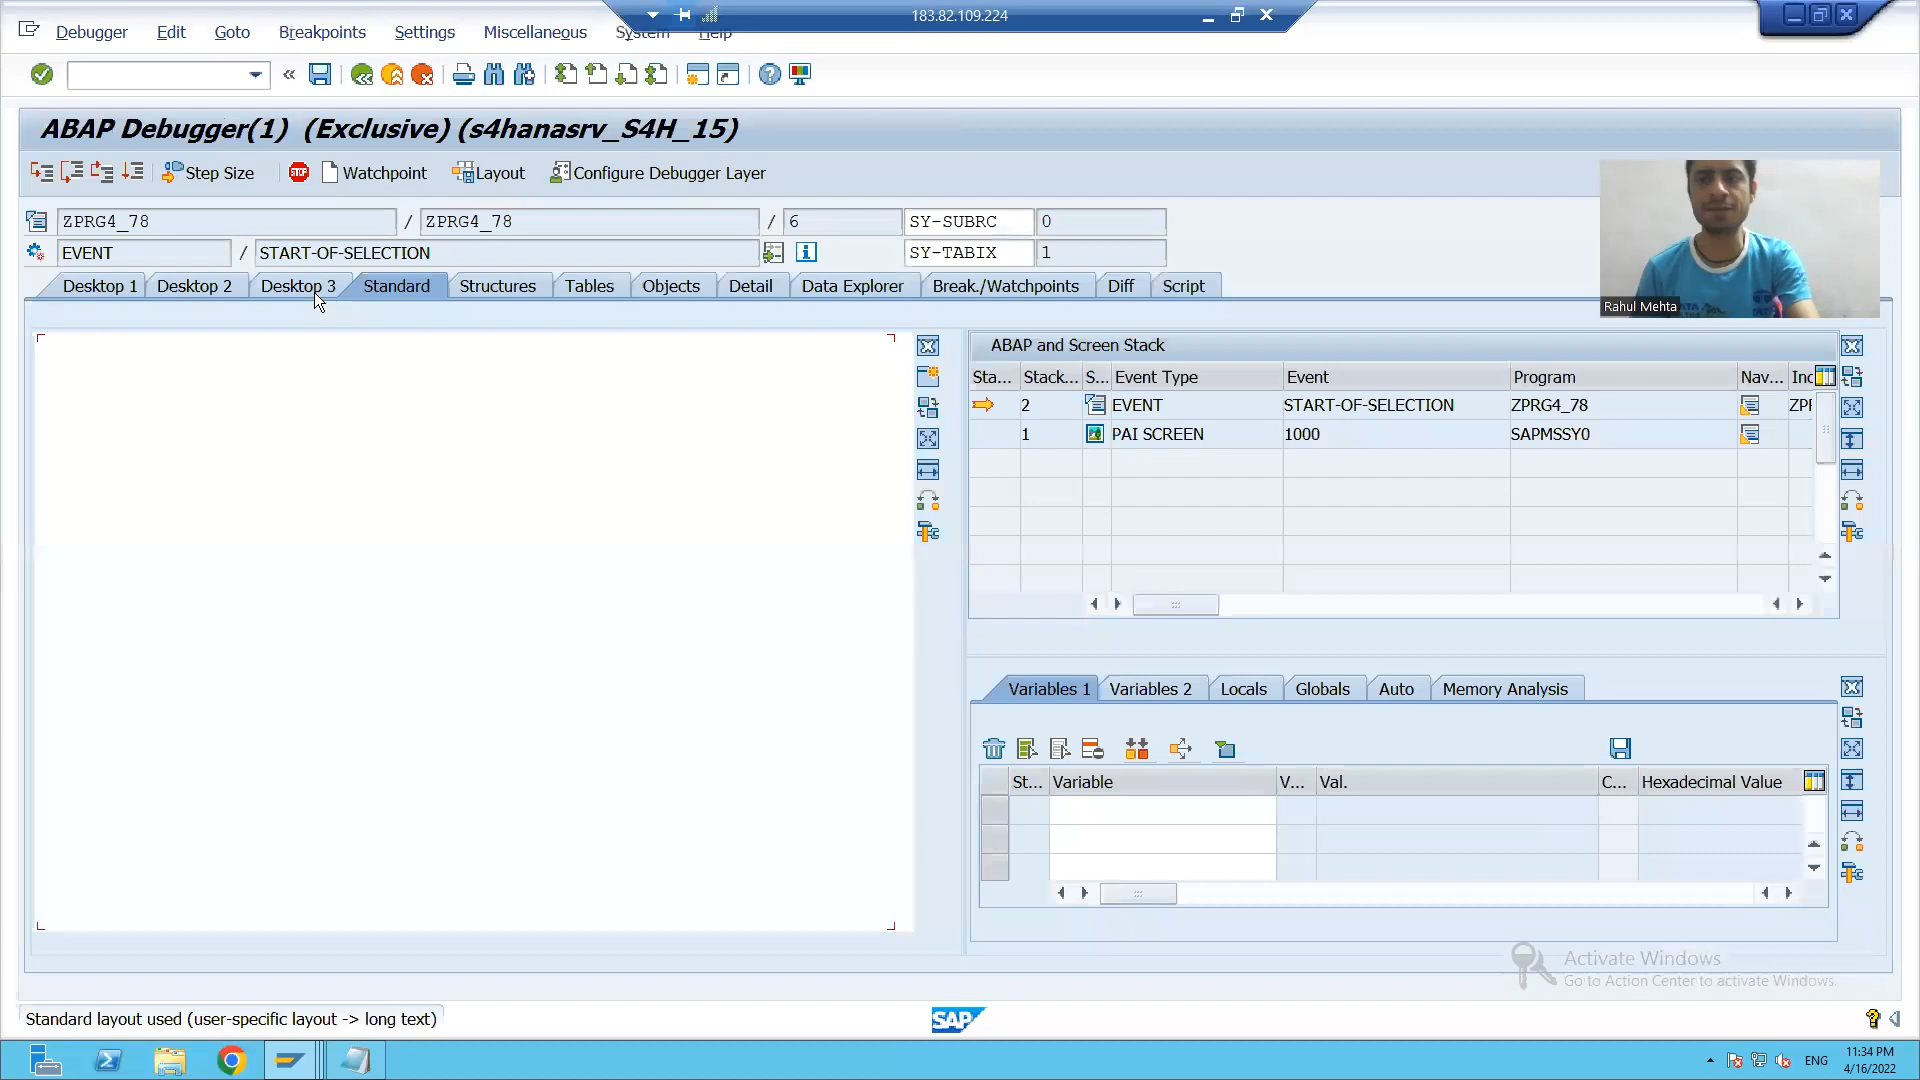 183.82.109.224
Debugger Edit Goto Breakpoints Settings Miscellaneous System Help
ABAP Debugger(1) (Exclusive) (s4hanasrv_S4H_15)
Step Size STOP Watchpoint Layout Configure Debugger Layer
ZPRG4_78 / ZPRG4_78 / 6 SY-SUBRC 0
EVENT / START-OF-SELECTION SY-TABIX 1
Desktop 1 Desktop 2 Desktop 3 Standard Structures Tables Objects Detail Data Explorer Break./Watchpoints Diff Script
Rahul Mehta
ABAP and Screen Stack
Sta... Stack... S... Event Type Event Program Nav... Inc
2 EVENT START-OF-SELECTION ZPRG4_78 ZPF
1 PAI SCREEN 1000 SAPMSSY0
Variables 1 Variables 2 Locals Globals Auto Memory Analysis
St... Variable V... Val. C... Hexadecimal Value
Activate Windows
Go to Action Center to activate Windows.
Standard layout used (user-specific layout -> long text)
SAP
ENG
11:34 PM
4/16/2022